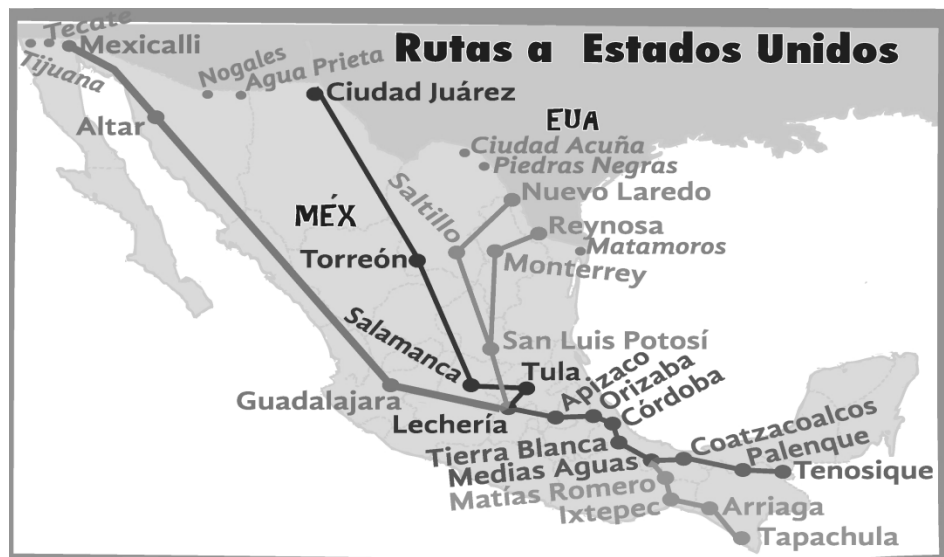 Rutas a Estados Unidos
Tecate
Mexicalli
Tijuana
Nogales
Agua Prieta
Ciudad Juárez
Altar
EUA
Ciudad Acuña
Piedras Negras
Nuevo Laredo
Saltillo
MÉX
Reynosa
Matamoros
Torreón
Monterrey
Salamanca
San Luis Potosí
Tula
Apizaco
Orizaba
Córdoba
Guadalajara
Lechería
Coatzacoalcos
Palenque
Tierra Blanca
Medias Aguas
Tenosique
Matías Romero
Ixtepec
Arriaga
Tapachula